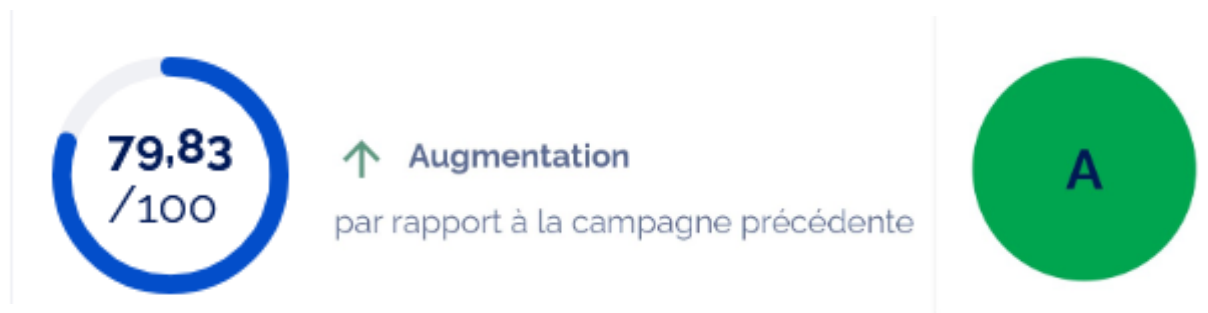 79,83
/100
Augmentation
par rapport à la campagne précédente
A